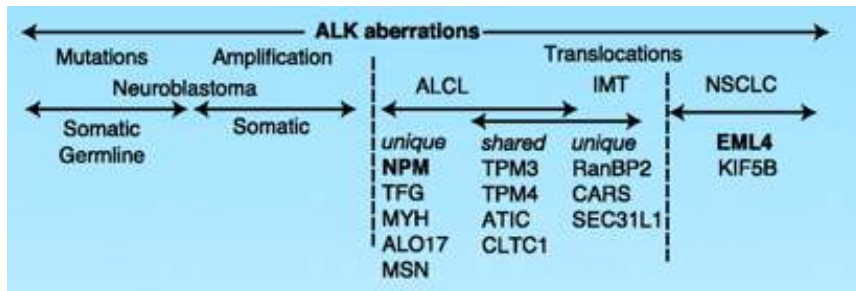 ALK aberrations
Mutations Amplification Translocations
Neuroblastoma ALCL IMT NSCLC
Somatic Somatic
Germline
unique shared unique EML4
NPM TPM3 RanBP2 KIF5B
TFG TPM4 CARS
MYH ATIC SEC31L1
ALO17 CLTC1
MSN